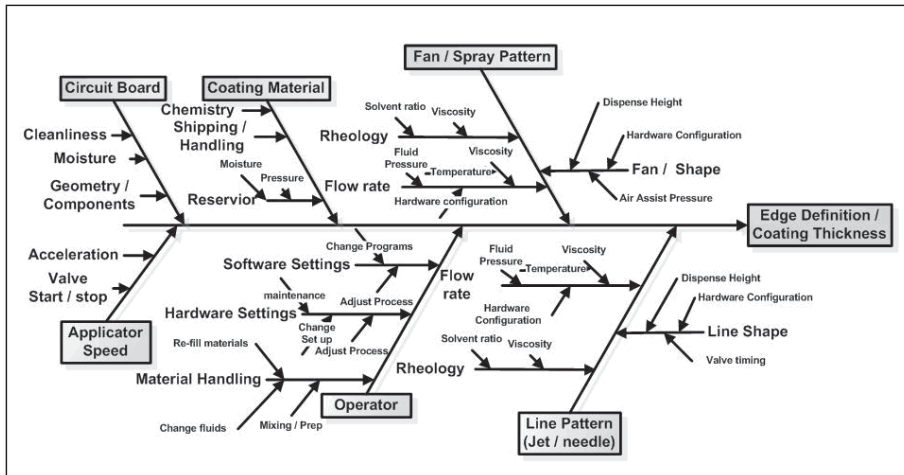 Fan / Spray Pattern
Circuit Board
Coating Material
Chemistry
Shipping /
Handling
Solvent ratio
Viscosity
Dispense Height
Cleanliness
Rheology
Hardware Configuration
Moisture
Moisture
Fluid
Pressure
Temperature
Viscosity
Fan / Shape
Pressure
Geometry /
Components
Reservior
Flow rate
Hardware configuration
Air Assist Pressure
Edge Definition /
Coating Thickness
Acceleration
Change Programs
Software Settings
Flow
rate
Fluid
Pressure
Temperature
Viscosity
Valve
Start / stop
maintenance
Adjust Process
Dispense Height
Hardware Settings
Hardware
Configuration
Hardware Configuration
Applicator
Speed
Change
Set up
Adjust Process
Line Shape
Re-fill materials
Solvent ratio
Viscosity
Valve timing
Material Handling
Rheology
Operator
Change fluids
Mixing / Prep
Line Pattern
(Jet / needle)